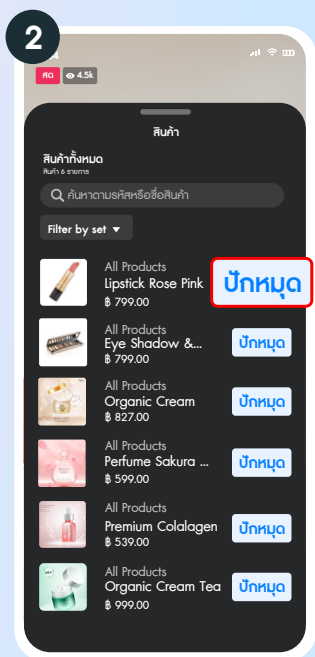 2
สด 4.5k
สินค้า
สินค้าทั้งหมด
สินค้า 6 รายการ
ค้นหาตามรหัสหรือชื่อสินค้า
Filter by set
All Products
Lipstick Rose Pink
฿ 799.00
ปักหมุด
All Products
Eye Shadow &...
฿ 799.00
ปักหมุด
All Products
Organic Cream
฿ 827.00
ปักหมุด
All Products
Perfume Sakura ...
฿ 599.00
ปักหมุด
All Products
Premium Colalagen
฿ 539.00
ปักหมุด
All Products
Organic Cream Tea
฿ 999.00
ปักหมุด